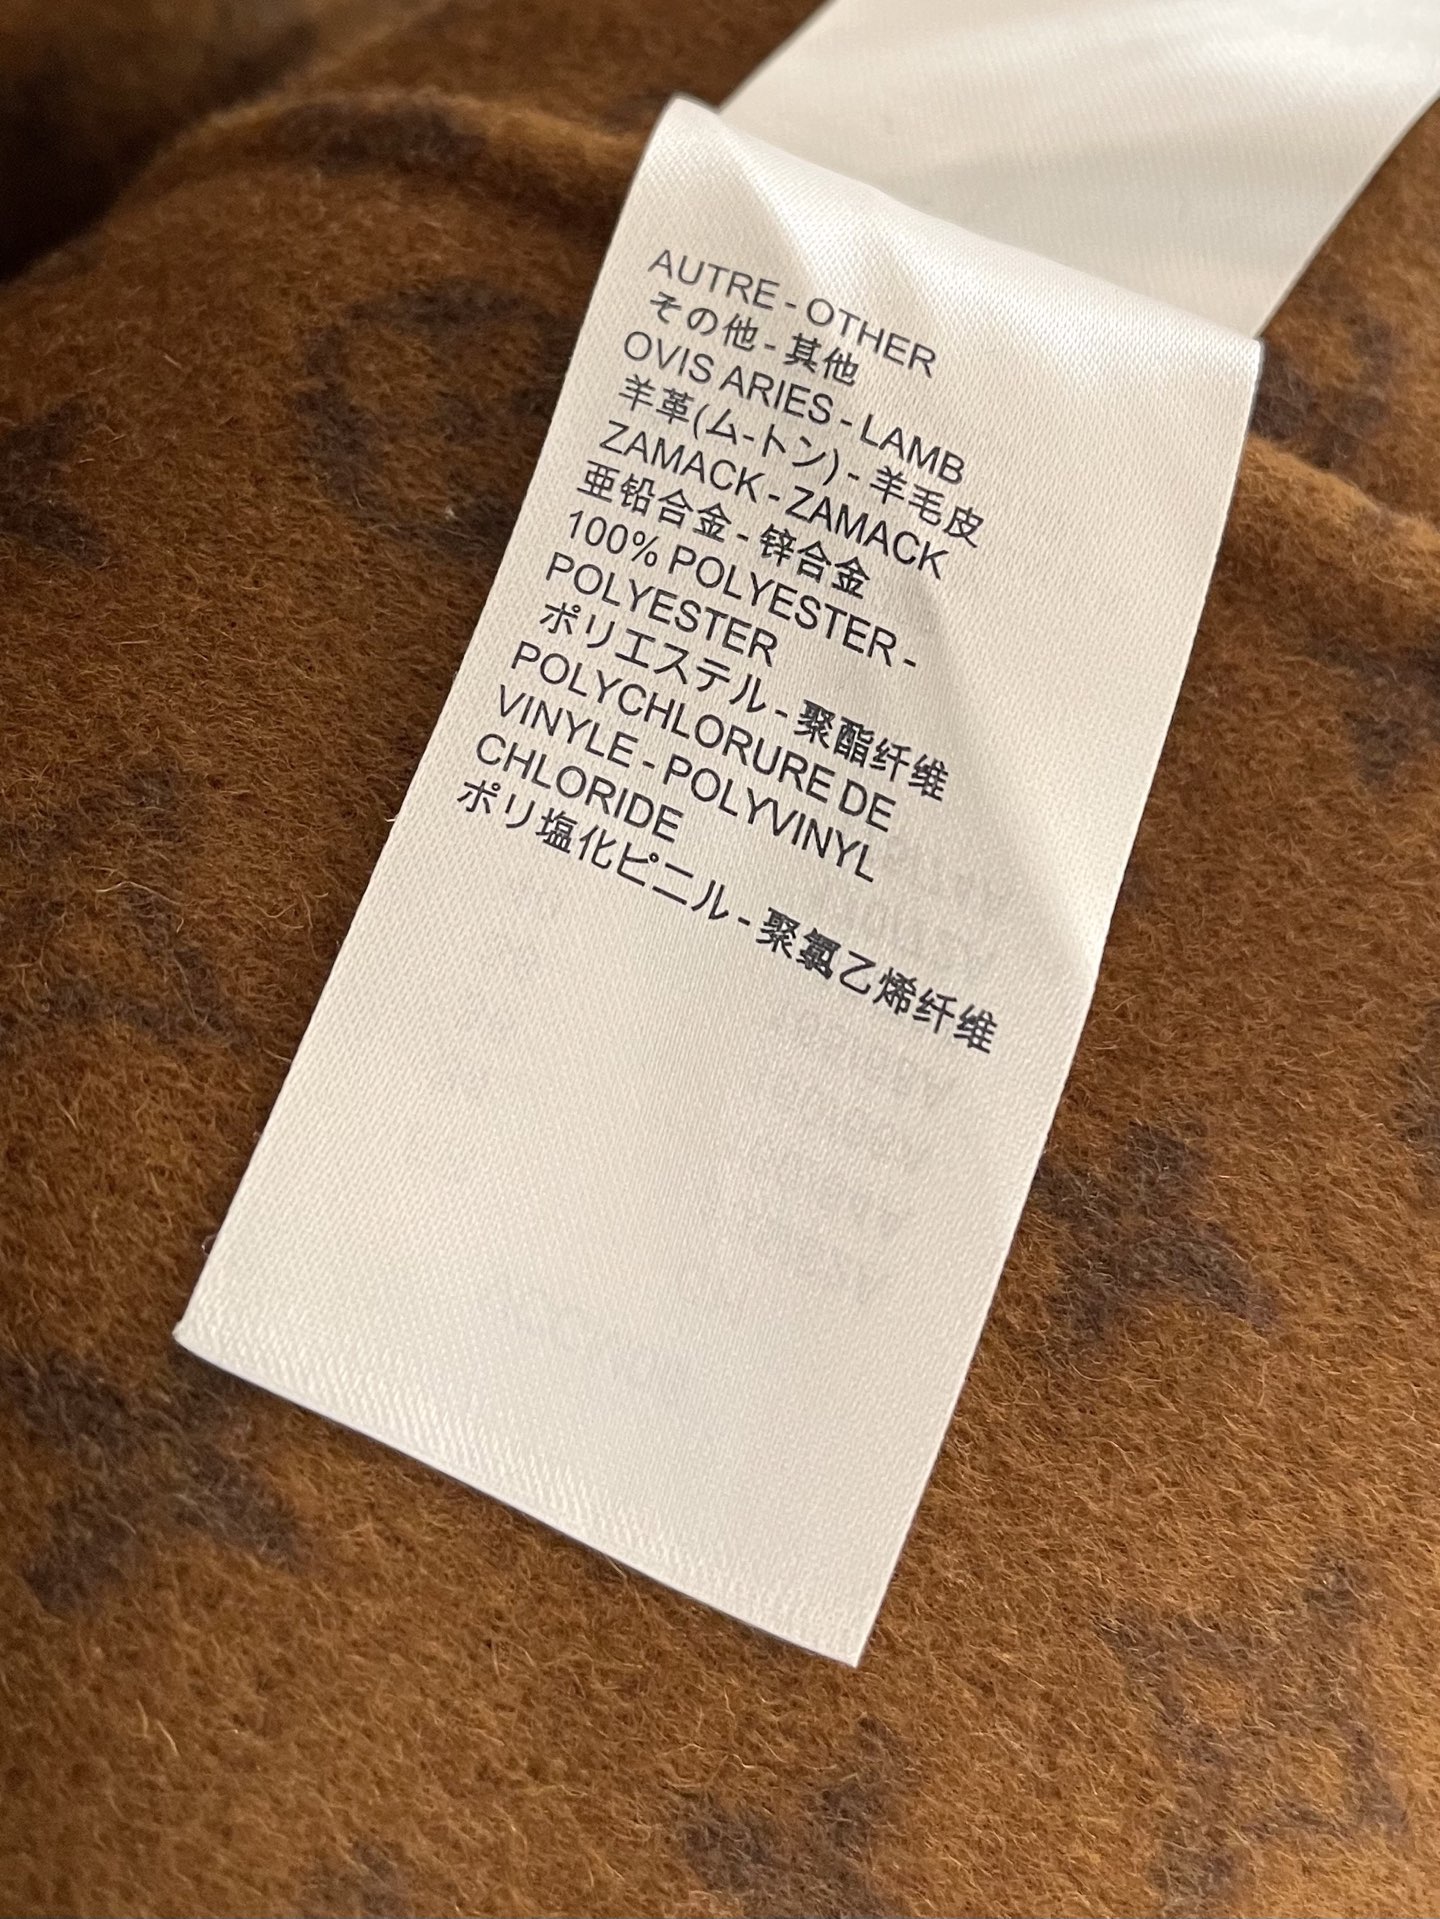 AUTRE - OTHER
その他 - 其他
OVIS ARIES - LAMB
羊革(ム-トン) - 羊毛皮
ZAMACK - ZAMACK
亜鉛合金 - 锌合金
100% POLYESTER -
POLYESTER
ポリエステル - 聚酯纤维
POLYCHLORURE DE
VINYLE - POLYVINYL
CHLORIDE
ポリ塩化ピニル - 聚氯乙烯纤维